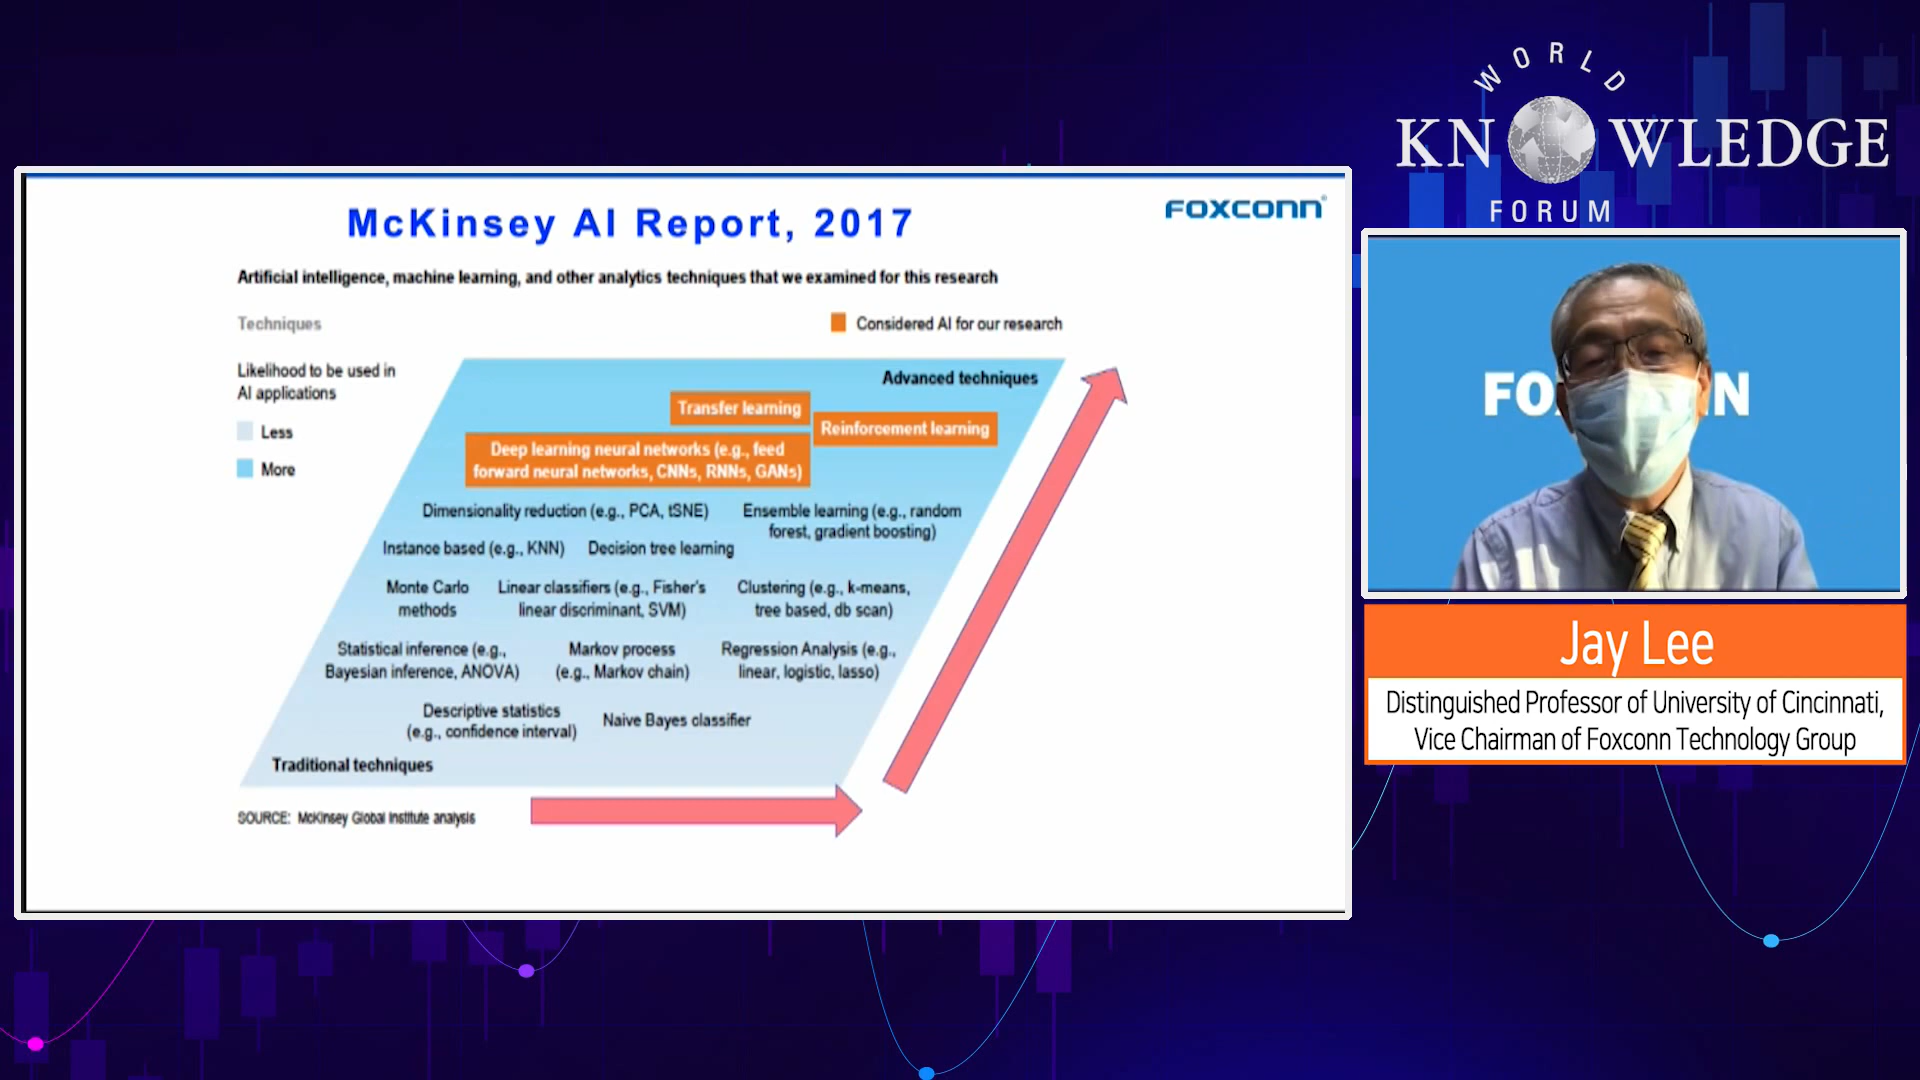 WORLD
KNOWLEDGE
FORUM
McKinsey AI Report, 2017
FOXCONN®
Artificial intelligence, machine learning, and other analytics techniques that we examined for this research
Techniques
Considered AI for our research
Likelihood to be used in
AI applications
Less
More
Advanced techniques
Transfer learning
Reinforcement learning
Deep learning neural networks (e.g., feed
forward neural networks, CNNs, RNNs, GANs)
Dimensionality reduction (e.g., PCA, tSNE)
Ensemble learning (e.g., random
forest, gradient boosting)
Instance based (e.g., KNN)
Decision tree learning
Monte Carlo
methods
Linear classifiers (e.g., Fisher's
linear discriminant, SVM)
Clustering (e.g., k-means,
tree based, db scan)
Statistical inference (e.g.,
Bayesian inference, ANOVA)
Markov process
(e.g., Markov chain)
Regression Analysis (e.g.,
linear, logistic, lasso)
Descriptive statistics
(e.g., confidence interval)
Naive Bayes classifier
Traditional techniques
SOURCE: McKinsey Global Institute analysis
FO N
Jay Lee
Distinguished Professor of University of Cincinnati,
Vice Chairman of Foxconn Technology Group